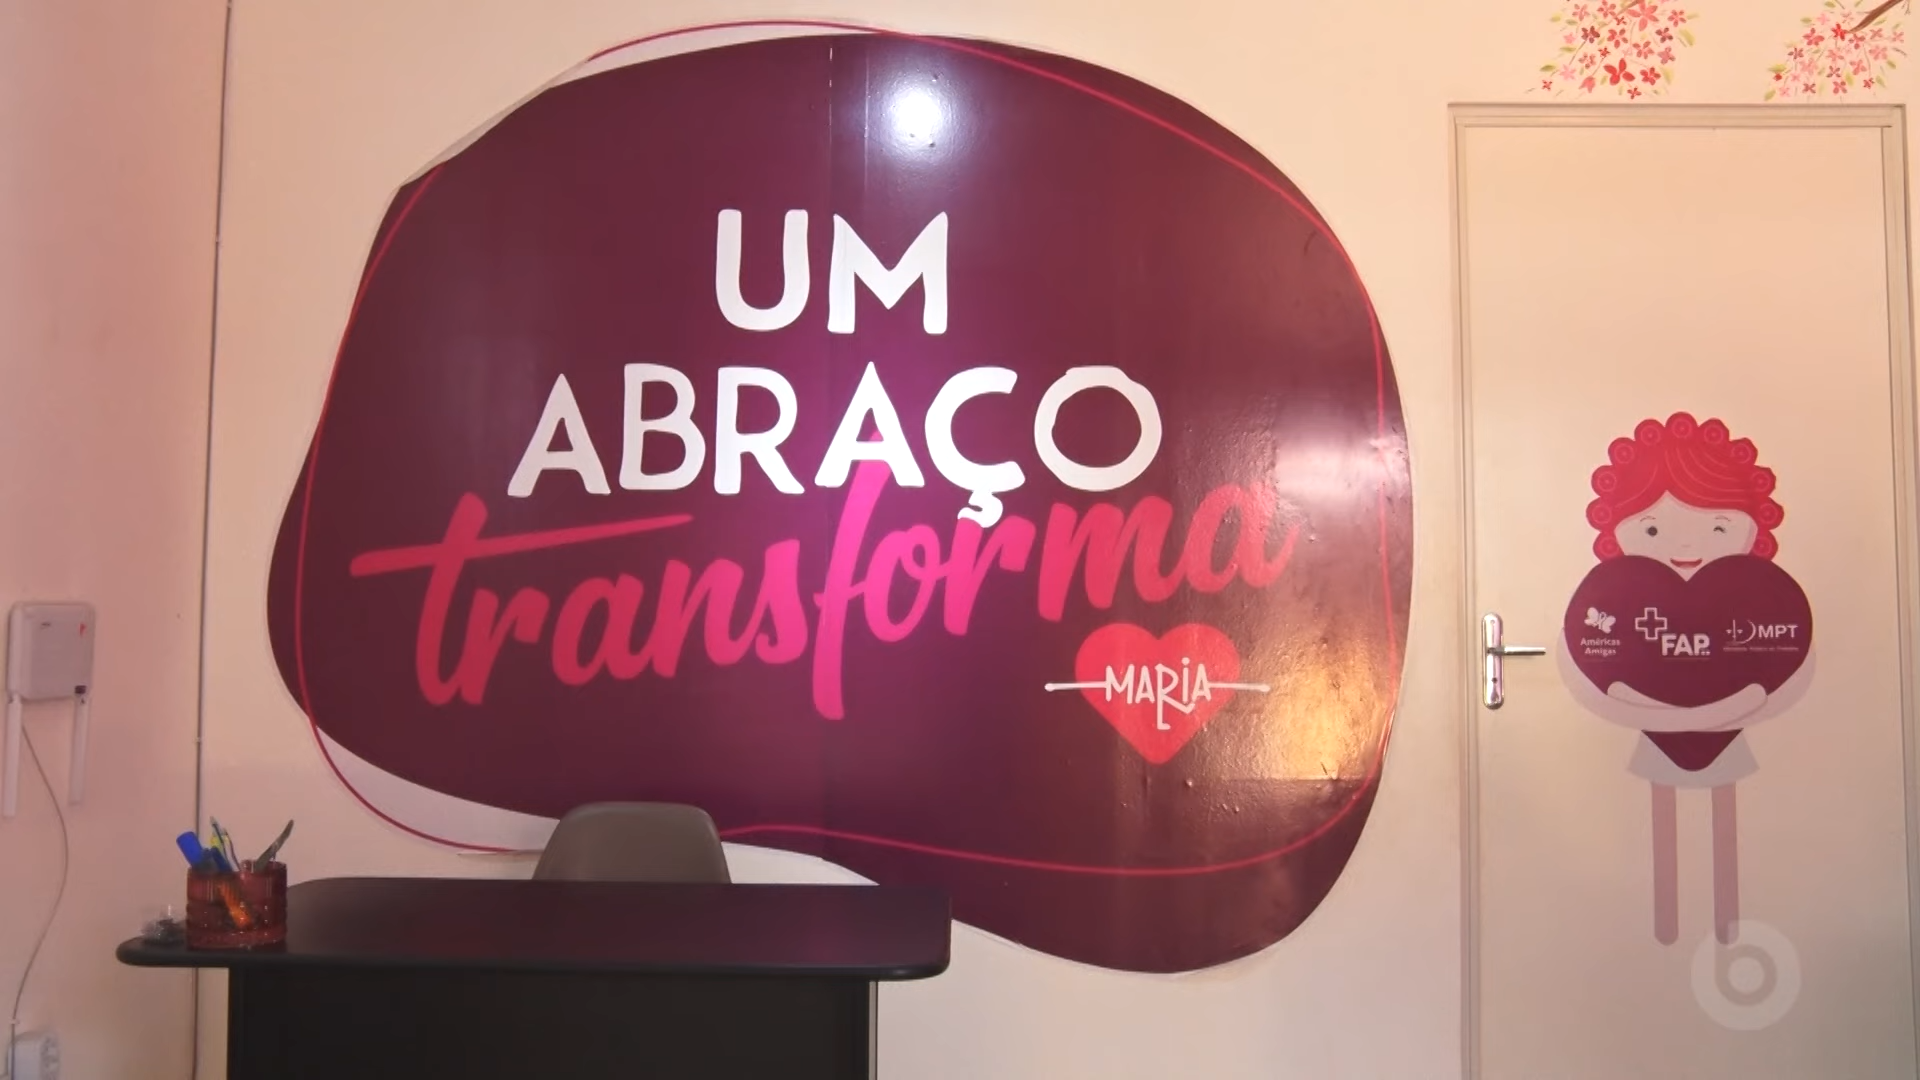 UM
ABRAÇO
transforma
MARIA
Américas
Amigas
FAP
MPT